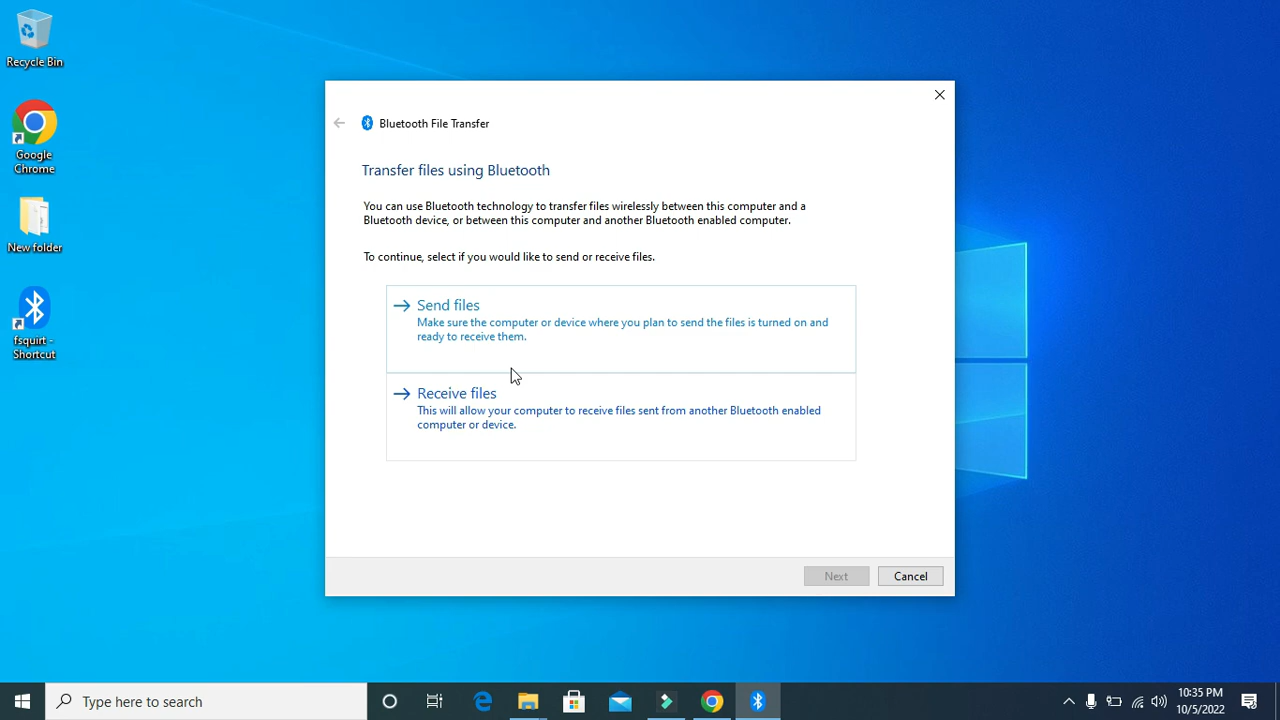 Recycle Bin
Google
Chrome
New folder
fsquirt -
Shortcut
Bluetooth File Transfer
Transfer files using Bluetooth
You can use Bluetooth technology to transfer files wirelessly between this computer and a
Bluetooth device, or between this computer and another Bluetooth enabled computer.
To continue, select if you would like to send or receive files.
Send files
Make sure the computer or device where you plan to send the files is turned on and
ready to receive them.
Receive files
This will allow your computer to receive files sent from another Bluetooth enabled
computer or device.
Next
Cancel
Type here to search
10:35 PM
10/5/2022